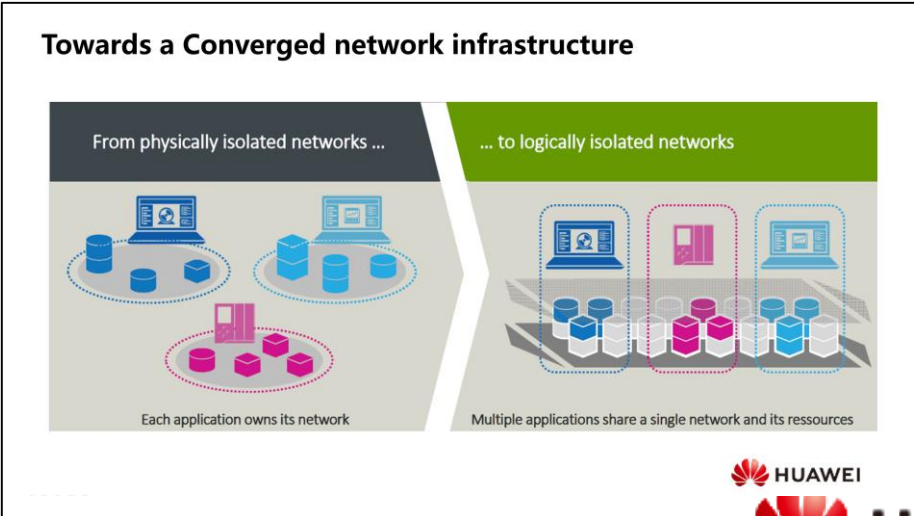 Towards a Converged network infrastructure
From physically isolated networks ...
... to logically isolated networks
Each application owns its network
Multiple applications share a single network and its ressources
HUAWEI